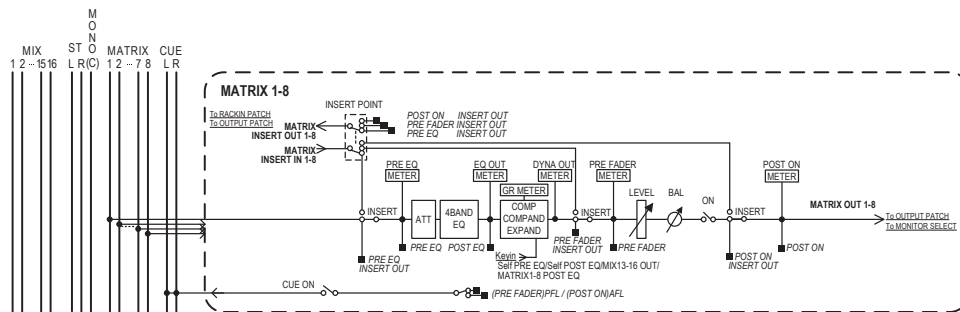 MONO
MIX
ST
MATRIX
CUE
1 2 ··· 15 16
L R (C)
1 2 ··· 7 8
L R
MATRIX 1-8
INSERT POINT
To RACKIN PATCH
To OUTPUT PATCH
MATRIX
INSERT OUT 1-8
POST ON INSERT OUT
PRE FADER INSERT OUT
PRE EQ INSERT OUT
MATRIX
INSERT IN 1-8
PRE EQ
METER
EQ OUT
METER
DYNA OUT
METER
PRE FADER
METER
POST ON
METER
GR METER
LEVEL
BAL
ON
MATRIX OUT 1-8
INSERT
ATT
4BAND
EQ
COMP
COMPAND
EXPAND
INSERT
INSERT
To OUTPUT PATCH
To MONITOR SELECT
PRE EQ
POST EQ
PRE FADER
INSERT OUT
PRE FADER
POST ON
PRE EQ
INSERT OUT
POST ON
INSERT OUT
Keyin
Self PRE EQ/Self POST EQ/MIX13-16 OUT/
MATRIX1-8 POST EQ
CUE ON
(PRE FADER)PFL / (POST ON)AFL